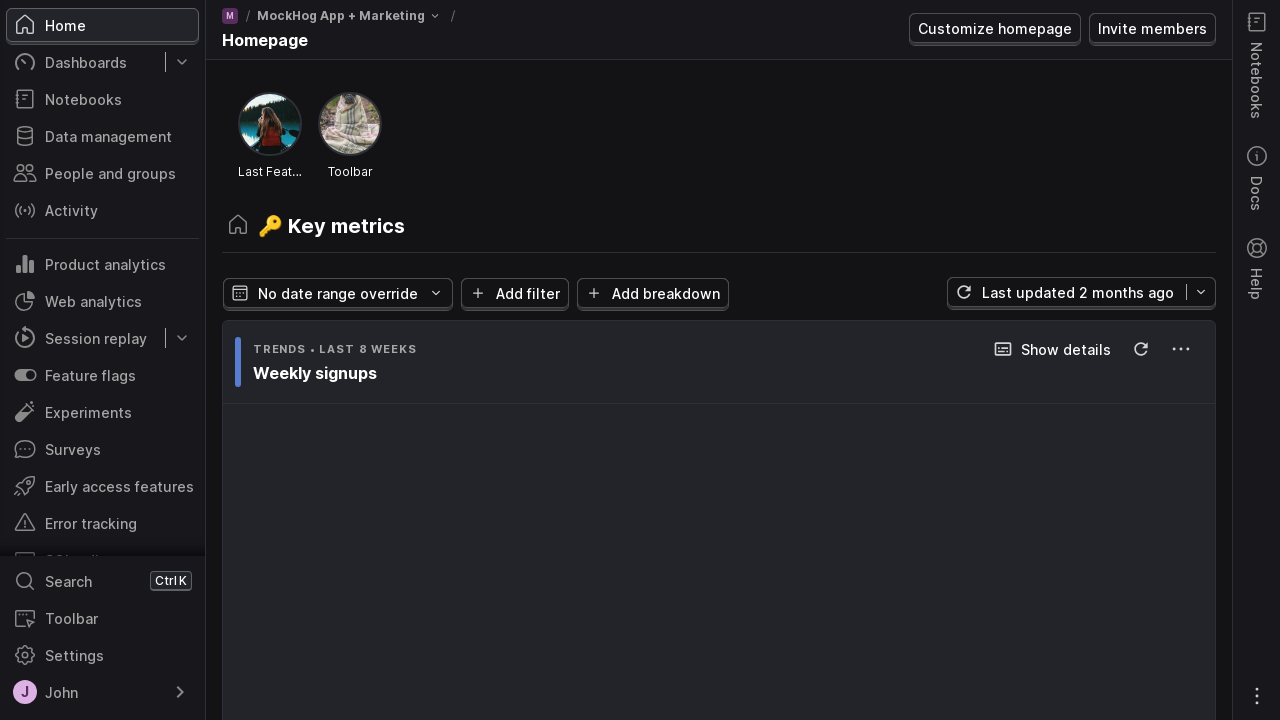 Home
Dashboards
Notebooks
Data management
People and groups
Activity
Product analytics
Web analytics
Session replay
Feature flags
Experiments
Surveys
Early access features
Error tracking
Search
Ctrl K
Toolbar
Settings
J
John
M / MockHog App + Marketing /
Homepage
Customize homepage
Invite members
Last Feat...
Toolbar
🔑 Key metrics
No date range override
Add filter
Add breakdown
Last updated 2 months ago
TRENDS • LAST 8 WEEKS
Show details
Weekly signups
Notebooks
Docs
Help